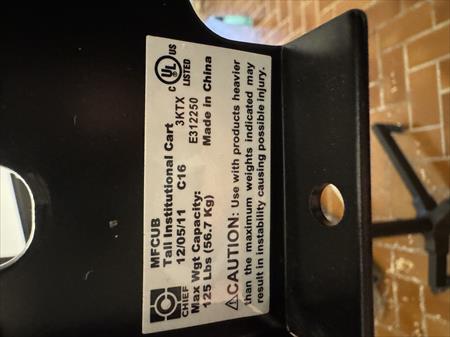 MFCUB
Tall Institutional Cart
12/05/11 C16
Max Wgt Capacity:
125 Lbs (56.7 Kg)
CHIEF
C UL US
LISTED
3KTX
E312250
Made in China
⚠CAUTION: Use with products heavier
than the maximum weights indicated may
result in instability causing possible injury.